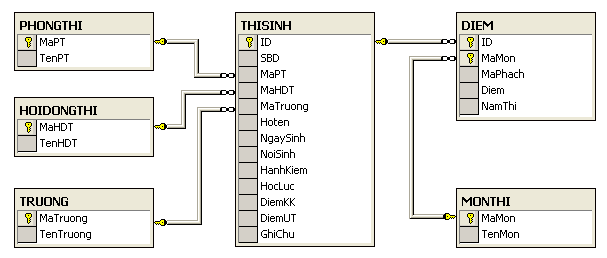 PHONGTHI
MaPT
TenPT
HOIDONGTHI
MaHDT
TenHDT
TRUONG
MaTruong
TenTruong
THISINH
ID
SBD
MaPT
MaHDT
MaTruong
Hoten
NgaySinh
NoiSinh
HanhKiem
HocLuc
DiemKK
DiemUT
GhiChu
DIEM
ID
MaMon
MaPhach
Diem
NamThi
MONTHI
MaMon
TenMon